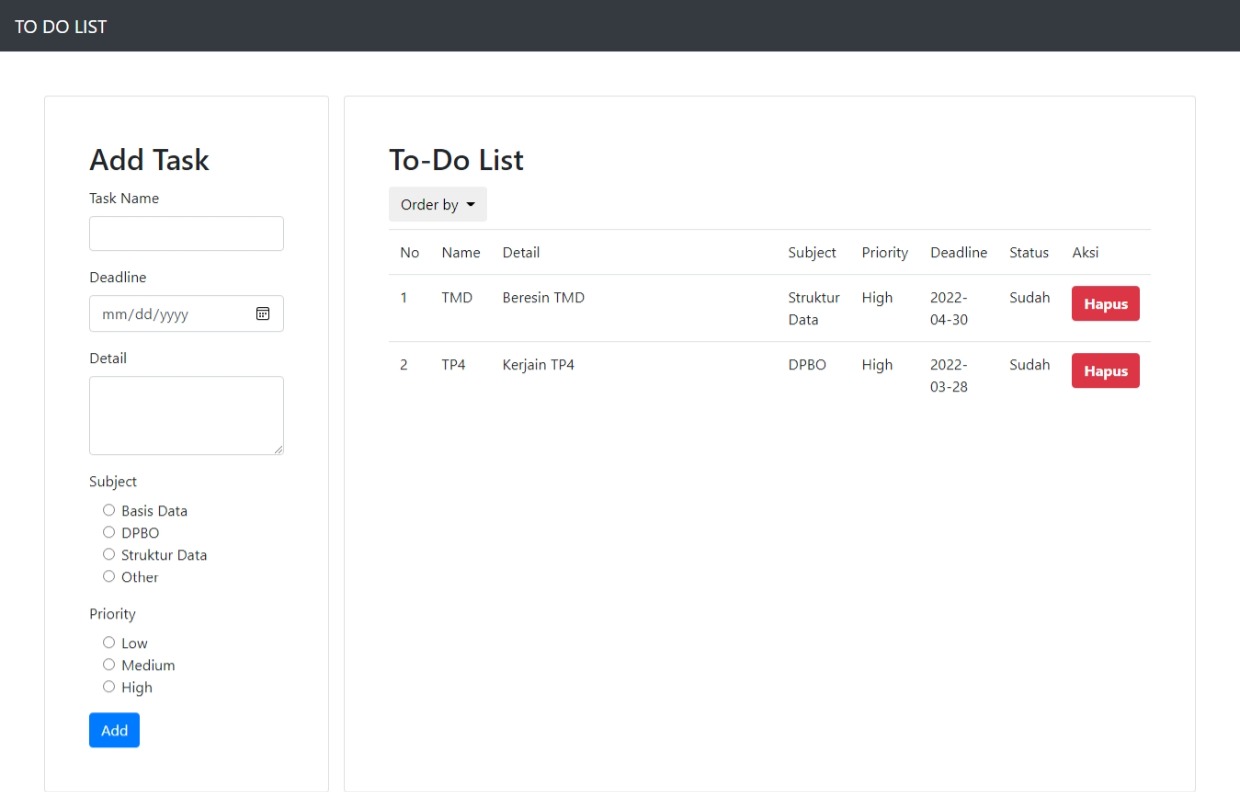 TO DO LIST
Add Task
Task Name
Deadline
mm/dd/yyyy
Detail
Subject
Basis Data
DPBO
Struktur Data
Other
Priority
Low
Medium
High
Add
To-Do List
Order by
No Name Detail Subject Priority Deadline Status Aksi
1 TMD Beresin TMD Struktur High 2022- Sudah Hapus
Data 04-30
2 TP4 Kerjain TP4 DPBO High 2022- Sudah Hapus
03-28